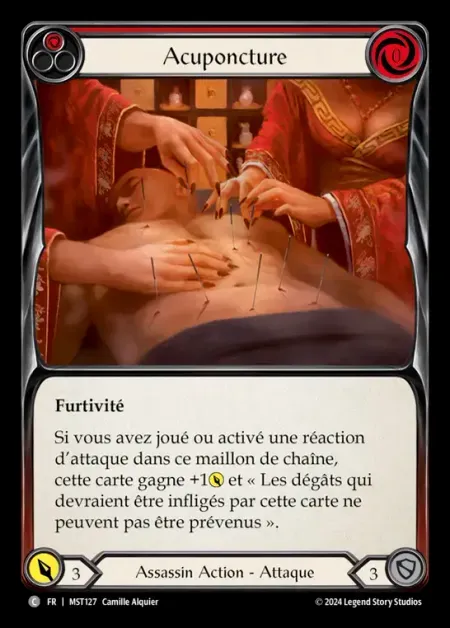 Acuponcture
0
Furtivité
Si vous avez joué ou activé une réaction
d'attaque dans ce maillon de chaîne,
cette carte gagne +1 et « Les dégâts qui
devraient être infligés par cette carte ne
peuvent pas être prévenus ».
3
Assassin Action - Attaque
3
C FR | MST127 Camille Alquier
© 2024 Legend Story Studios